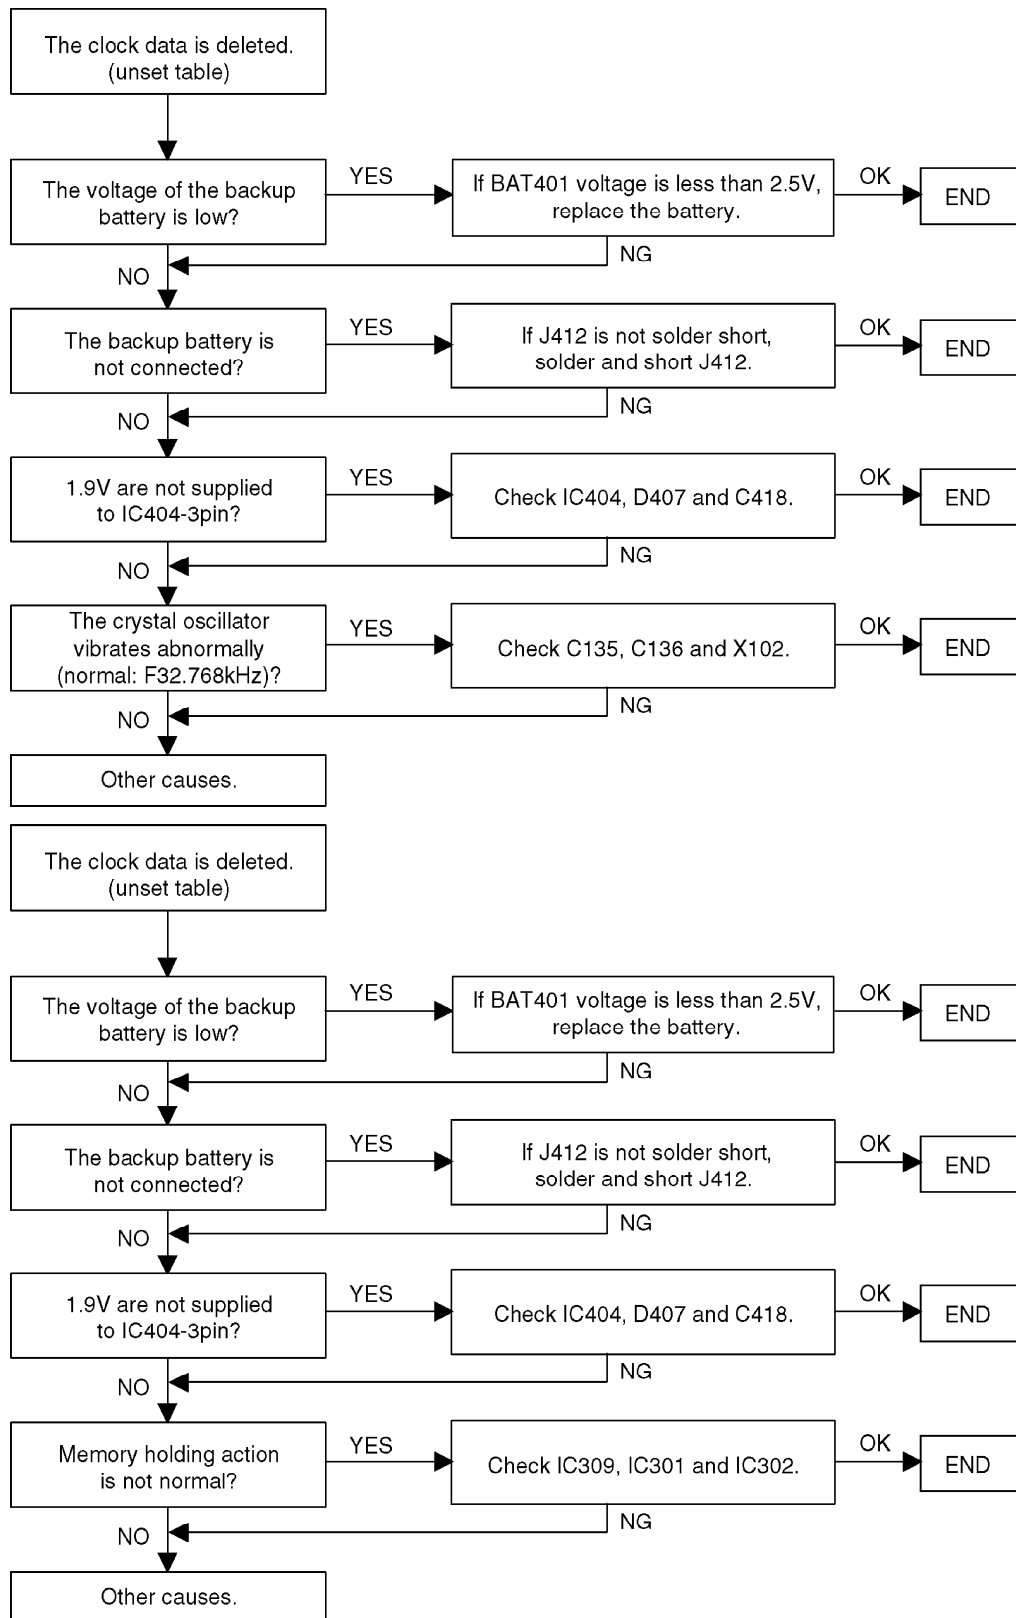 The clock data is deleted.
(unset table)
The voltage of the backup
battery is low?
YES
If BAT401 voltage is less than 2.5V,
replace the battery.
OK
END
NG
NO
The backup battery is
not connected?
YES
If J412 is not solder short,
solder and short J412.
OK
END
NG
NO
1.9V are not supplied
to IC404-3pin?
YES
Check IC404, D407 and C418.
OK
END
NG
NO
The crystal oscillator
vibrates abnormally
(normal: F32.768kHz)?
YES
Check C135, C136 and X102.
OK
END
NG
NO
Other causes.
The clock data is deleted.
(unset table)
The voltage of the backup
battery is low?
YES
If BAT401 voltage is less than 2.5V,
replace the battery.
OK
END
NG
NO
The backup battery is
not connected?
YES
If J412 is not solder short,
solder and short J412.
OK
END
NG
NO
1.9V are not supplied
to IC404-3pin?
YES
Check IC404, D407 and C418.
OK
END
NG
NO
Memory holding action
is not normal?
YES
Check IC309, IC301 and IC302.
OK
END
NG
NO
Other causes.